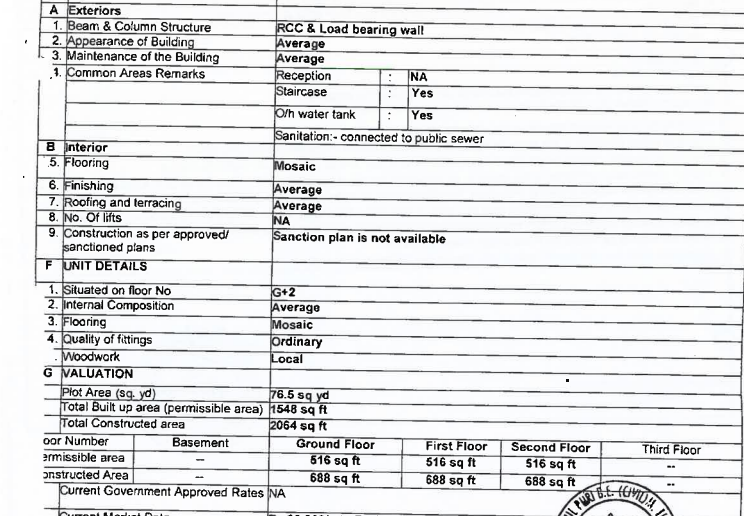 A Exteriors
1. Beam & Column Structure RCC & Load bearing wall
2. Appearance of Building Average
3. Maintenance of the Building Average
1. Common Areas Remarks Reception : NA
Staircase : Yes
O/h water tank : Yes
Sanitation:- connected to public sewer
B Interior
5. Flooring Mosaic
6. Finishing Average
7. Roofing and terracing Average
8. No. Of lifts NA
9. Construction as per approved/ Sanction plan is not available
sanctioned plans
F UNIT DETAILS
1. Situated on floor No G+2
2. Internal Composition Average
3. Flooring Mosaic
4. Quality of fittings Ordinary
. Woodwork Local
G VALUATION
Plot Area (sq. yd) 76.5 sq yd
Total Built up area (permissible area) 1548 sq ft
Total Constructed area 2064 sq ft
oor Number Basement Ground Floor First Floor Second Floor Third Floor
ermissible area -- 516 sq ft 516 sq ft 516 sq ft --
onstructed Area -- 688 sq ft 688 sq ft 688 sq ft --
Current Government Approved Rates NA
PURI B.E. (CIVIL)
Current Market